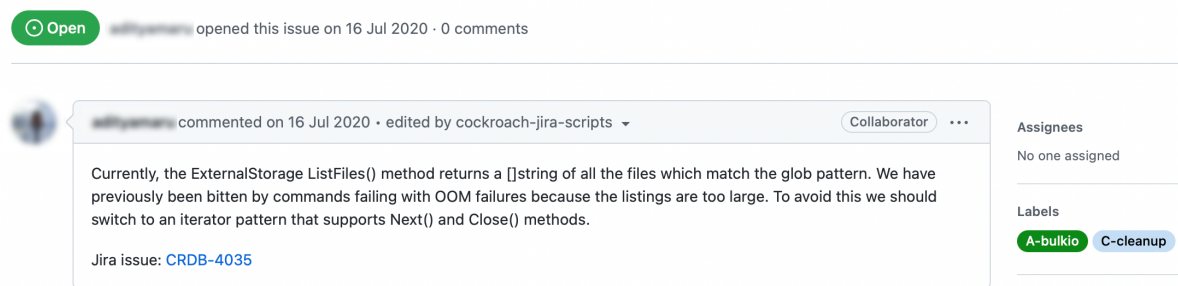 Open
opened this issue on 16 Jul 2020 · 0 comments
commented on 16 Jul 2020 • edited by cockroach-jira-scripts
Collaborator
Currently, the ExternalStorage ListFiles() method returns a []string of all the files which match the glob pattern. We have
previously been bitten by commands failing with OOM failures because the listings are too large. To avoid this we should
switch to an iterator pattern that supports Next() and Close() methods.
Jira issue: CRDB-4035
Assignees
No one assigned
Labels
A-bulkio C-cleanup